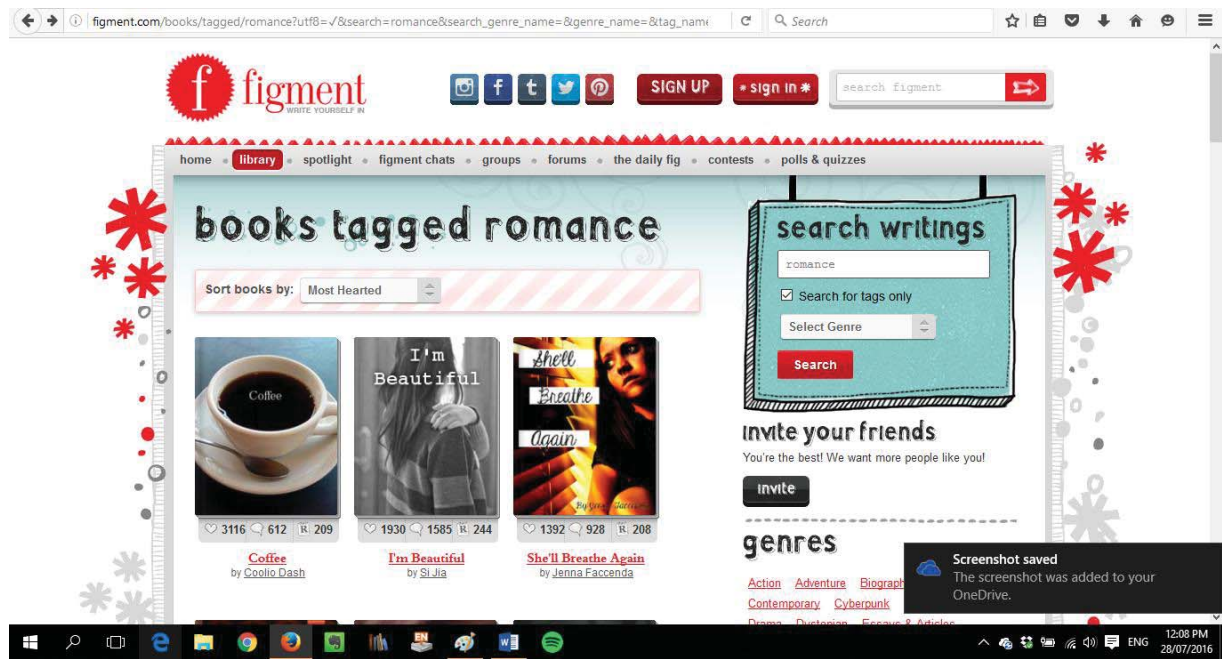 figment.com/books/tagged/romance?utf8=√&search=romance&search_genre_name=&genre_name=&tag_name
Search
f figment
WRITE YOURSELF IN
f t
SIGN UP
sign in *
search figment
home library spotlight figment chats groups forums the daily fig contests polls & quizzes
books tagged romance
Sort books by: Most Hearted
search writings
romance
Search for tags only
Select Genre
Search
Coffee
I'm
Beautiful
She'll
Breathe
Again
3116 612 R 209
1930 1585 R 244
1392 928 R 208
Coffee
by Coolio Dash
I'm Beautiful
by Si Jia
She'll Breathe Again
by Jenna Faccenda
invite your friends
You're the best! We want more people like you!
invite
genres
Action Adventure
Contemporary Cyberpunk
Drama Dystopian Essays & Articles
Screenshot saved
The screenshot was added to your
OneDrive.
EN
ENG
12:08 PM
28/07/2016